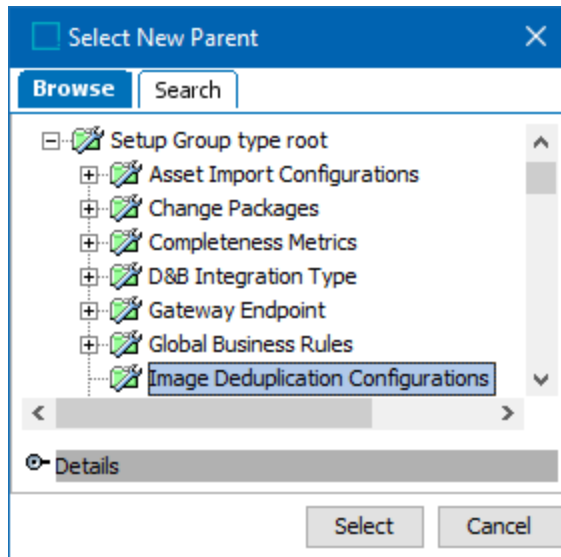 Select New Parent
Browse Search
Setup Group type root
Asset Import Configurations
Change Packages
Completeness Metrics
D&B Integration Type
Gateway Endpoint
Global Business Rules
Image Deduplication Configurations
Details
Select Cancel